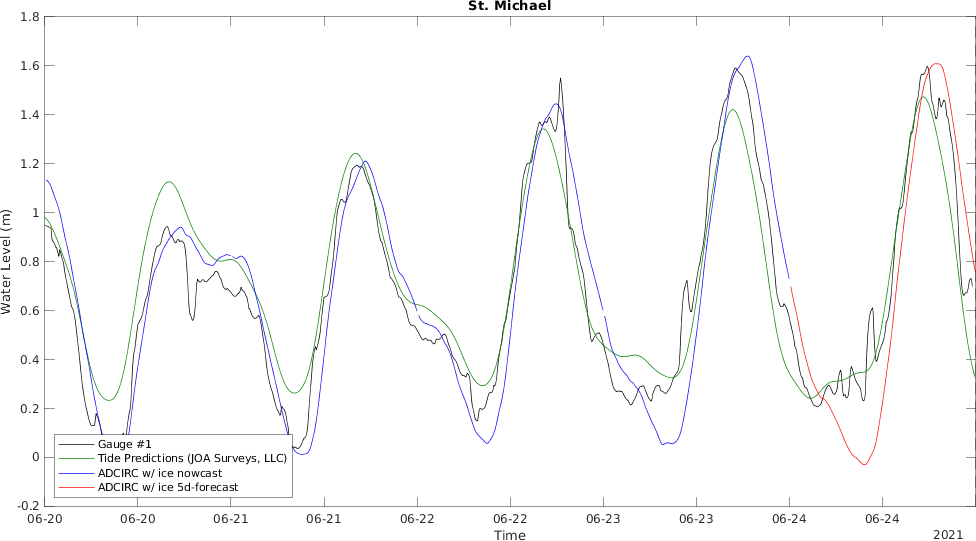 St. Michael
1.8
1.6
1.4
1.2
1
0.8
0.6
0.4
0.2
0
-0.2
Water Level (m)
Gauge #1
Tide Predictions (JOA Surveys, LLC)
ADCIRC w/ ice nowcast
ADCIRC w/ ice 5d-forecast
06-20 06-20 06-21 06-21 06-22 06-22 06-23 06-23 06-24 06-24
Time
2021